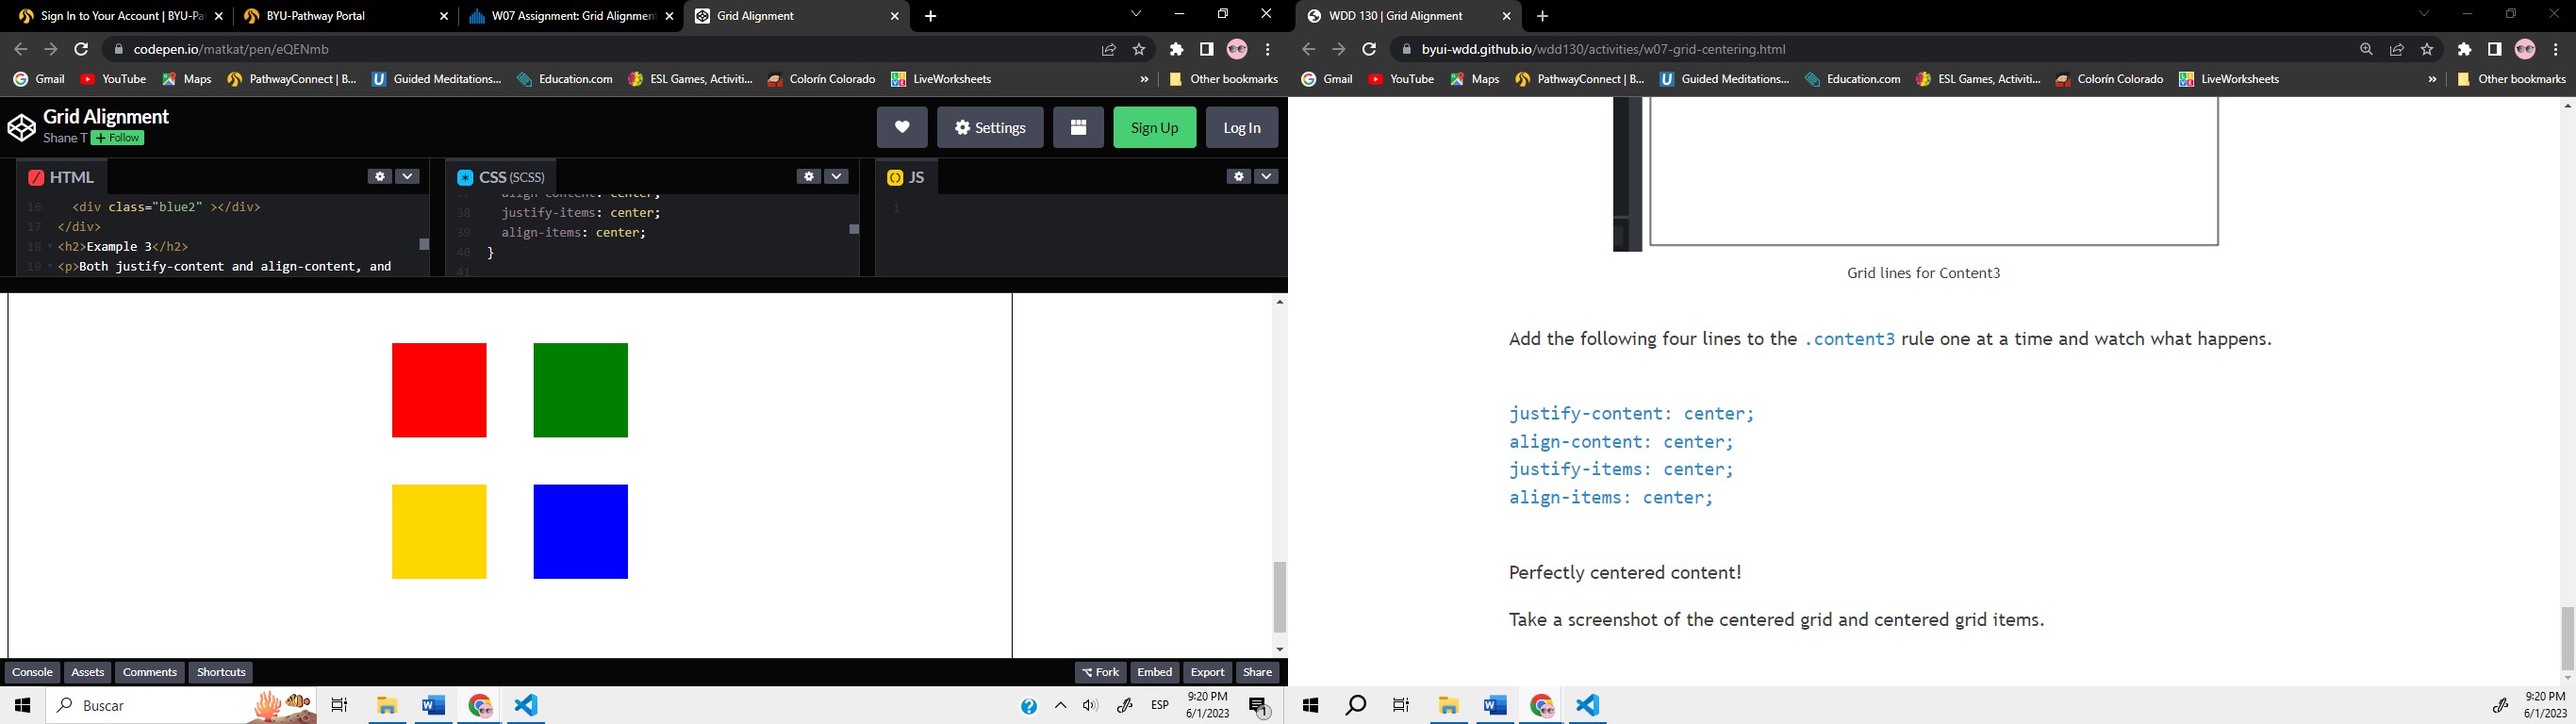 Sign In to Your Account | BYU-Pa
BYU-Pathway Portal
W07 Assignment: Grid Alignment
Grid Alignment
codepen.io/matkat/pen/eQENmb
Gmail
YouTube
Maps
PathwayConnect | B...
Guided Meditations...
Education.com
ESL Games, Activiti...
Colorín Colorado
LiveWorksheets
»
Other bookmarks
Grid Alignment
Shane T + Follow
Settings
Sign Up
Log In
HTML
16 <div class="blue2" ></div>
17 </div>
18 <h2>Example 3</h2>
19 <p>Both justify-content and align-content, and
CSS (SCSS)
align-content: center;
38 justify-items: center;
39 align-items: center;
40 }
41
JS
1
Console
Assets
Comments
Shortcuts
Fork
Embed
Export
Share
Buscar
ESP
9:20 PM
6/1/2023
1
WDD 130 | Grid Alignment
byui-wdd.github.io/wdd130/activities/w07-grid-centering.html
Gmail
YouTube
Maps
PathwayConnect | B...
Guided Meditations...
Education.com
ESL Games, Activiti...
Colorín Colorado
LiveWorksheets
»
Other bookmarks
Grid lines for Content3
Add the following four lines to the .content3 rule one at a time and watch what happens.
justify-content: center;
align-content: center;
justify-items: center;
align-items: center;
Perfectly centered content!
Take a screenshot of the centered grid and centered grid items.
9:20 PM
6/1/2023